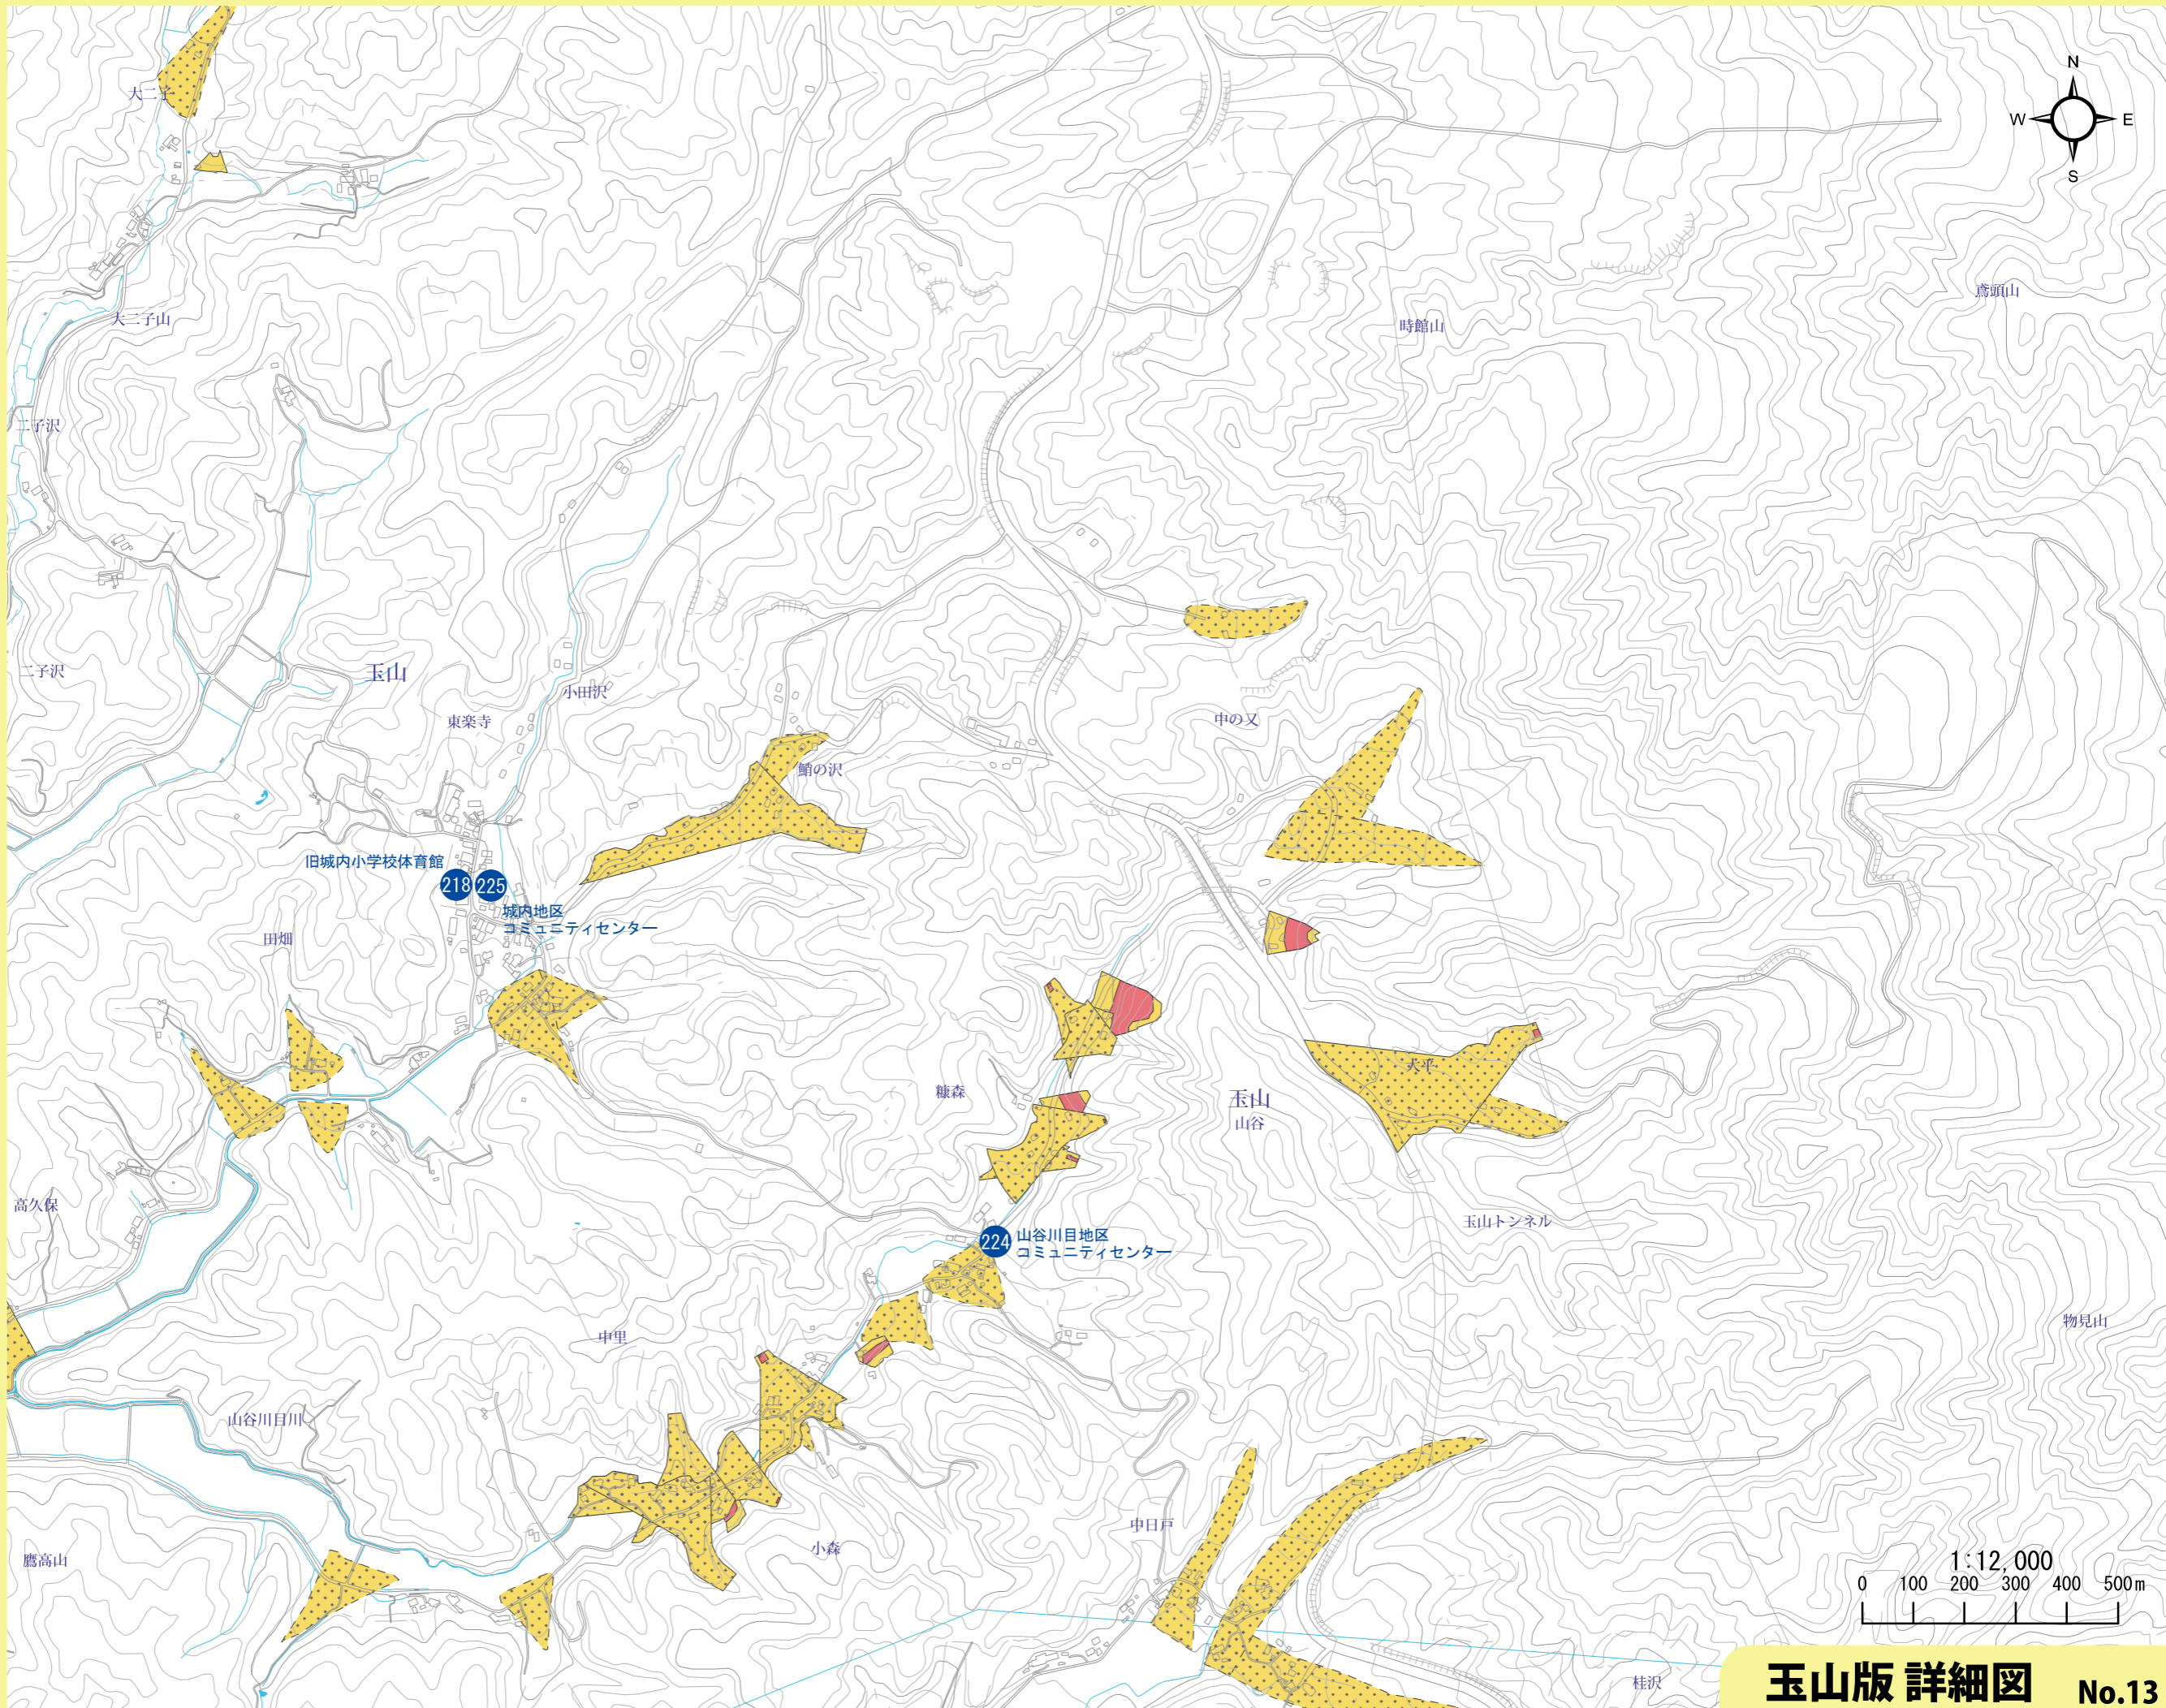 大二子
N
W
E
S
鳶頭山
大二子山
時館山
二子沢
二子沢
玉山
小田沢
東楽寺
中の又
鮹の沢
旧城内小学校体育館
218
225
城内地区
コミュニティセンター
田畑
大平
糠森
玉山
山谷
高久保
玉山トンネル
224
山谷川目地区
コミュニティセンター
物見山
中里
山谷川目川
中日戸
小森
鷹高山
1:12,000
0 100 200 300 400 500m
桂沢
玉山版 詳細図 No.13